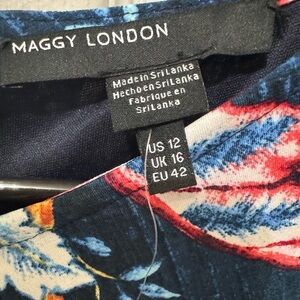 MAGGY LONDON
Made in Sri Lanka
Hecho en Sri Lanka
Fabrique en
Sri Lanka
US 12
UK 16
EU 42